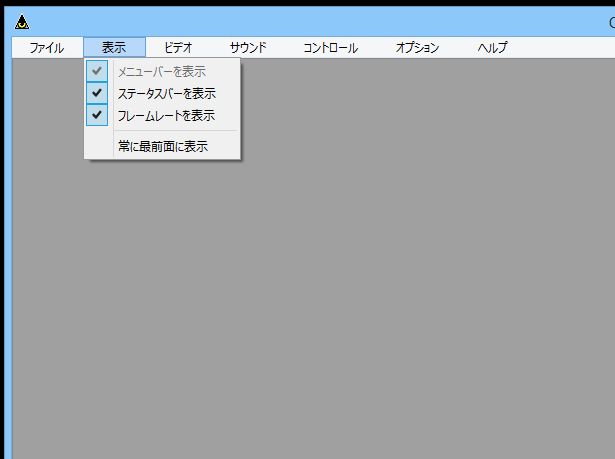 ファイル 表示 ビデオ サウンド コントロール オプション ヘルプ
メニューバーを表示
ステータスバーを表示
フレームレートを表示
常に最前面に表示